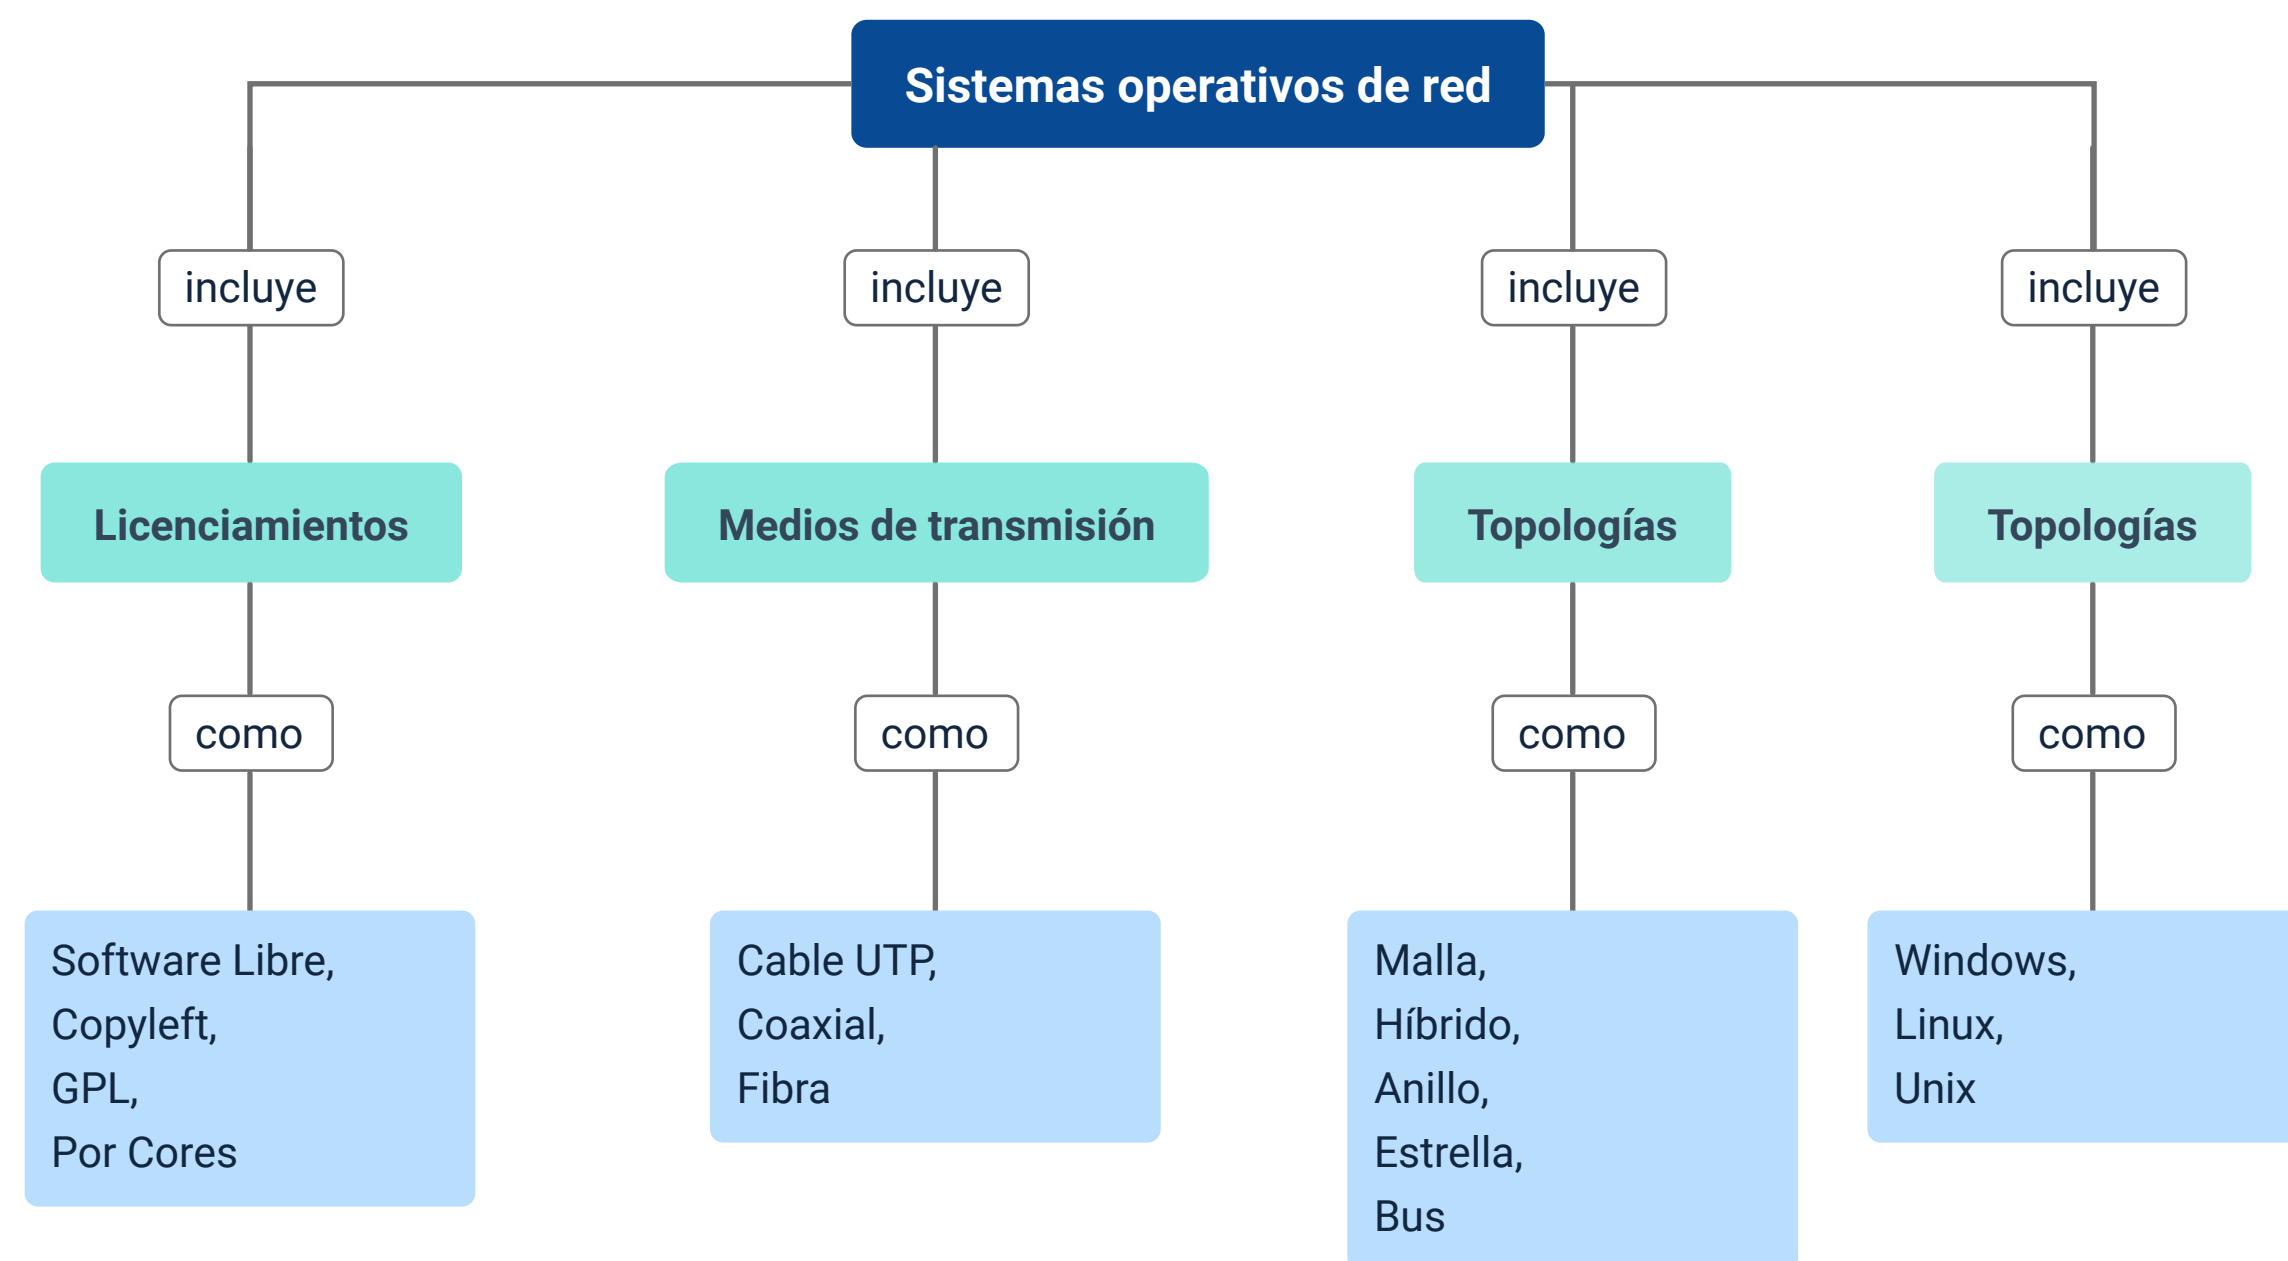 Sistemas operativos de red
incluye
incluye
incluye
incluye
Licenciamientos
Medios de transmisión
Topologías
Topologías
como
como
como
como
Software Libre,
Copyleft,
GPL,
Por Cores
Cable UTP,
Coaxial,
Fibra
Malla,
Híbrido,
Anillo,
Estrella,
Bus
Windows,
Linux,
Unix